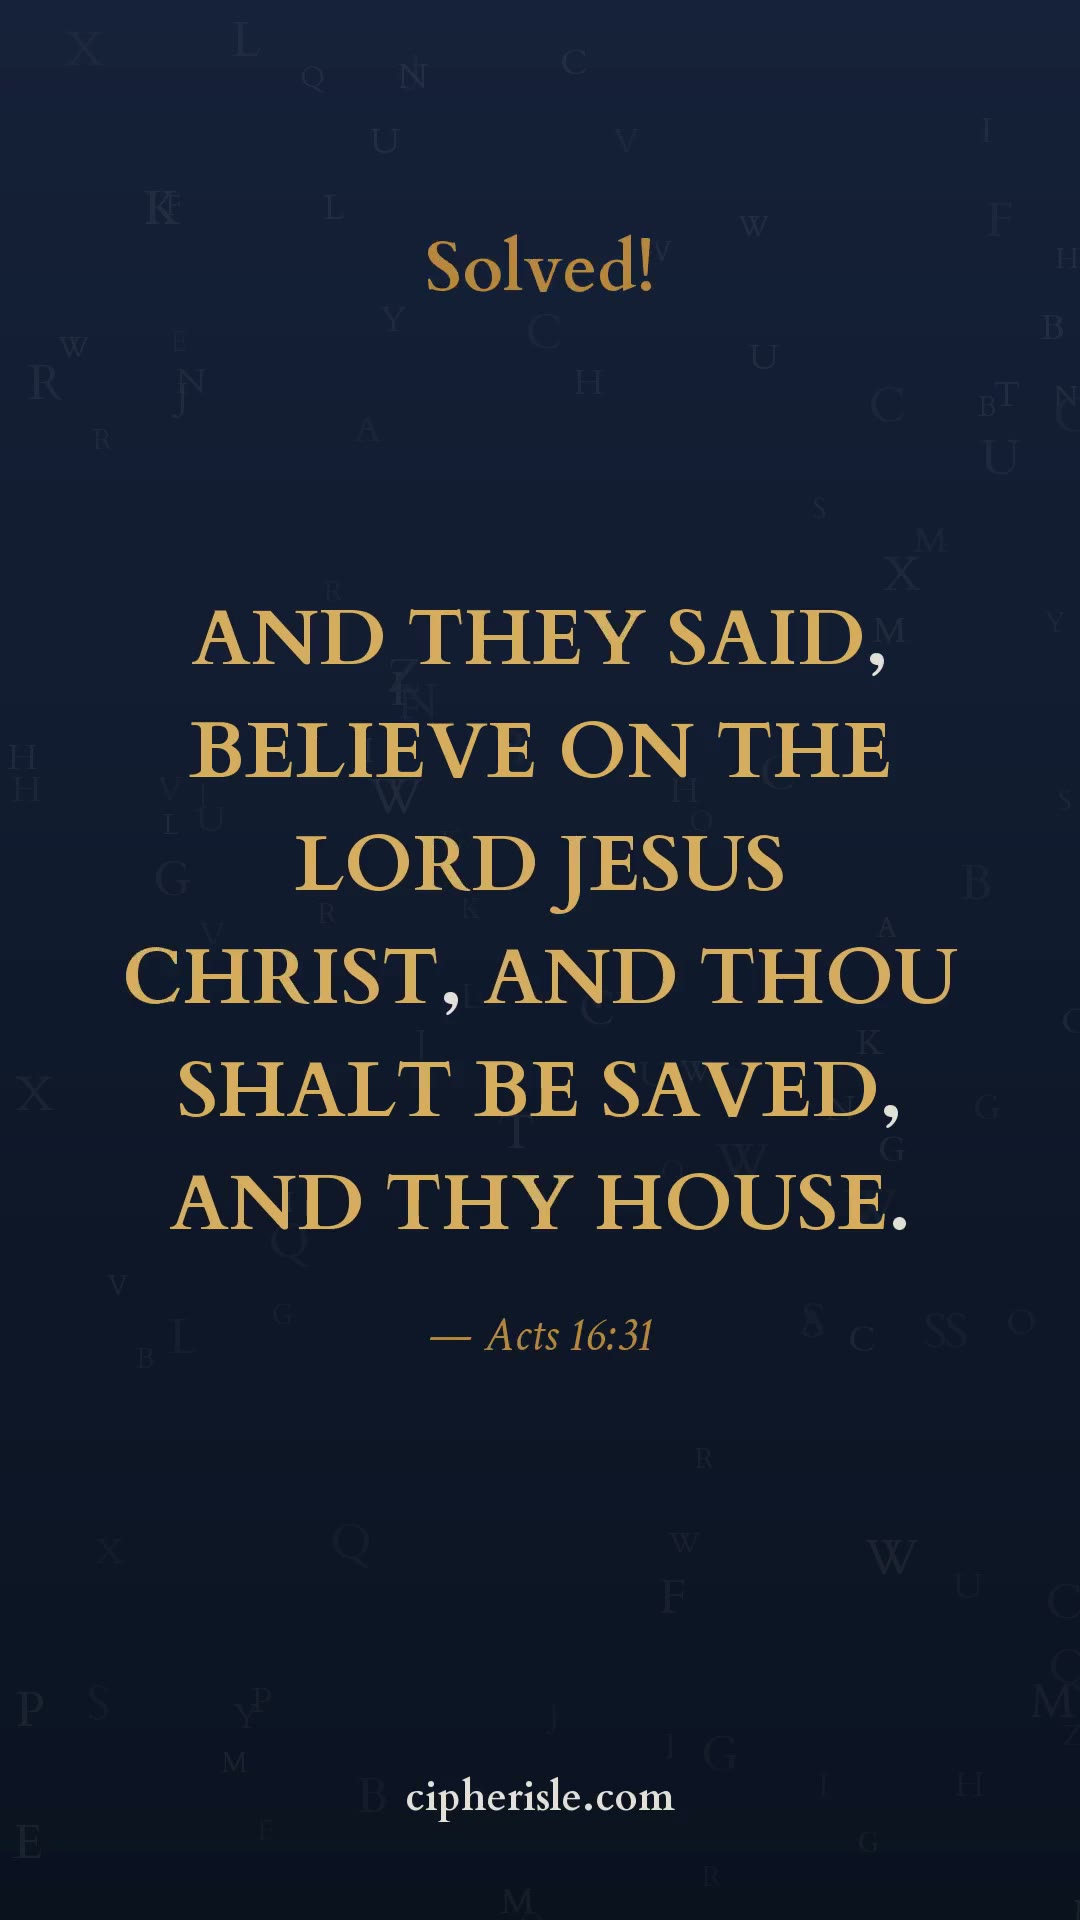 Solved!
AND THEY SAID,
BELIEVE ON THE
LORD JESUS
CHRIST, AND THOU
SHALT BE SAVED,
AND THY HOUSE.
— Acts 16:31
cipherisle.com